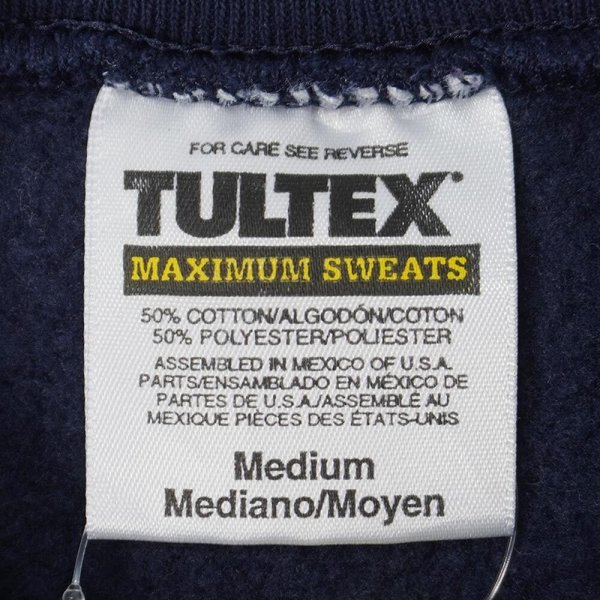 FOR CARE SEE REVERSE
TULTEX®
MAXIMUM SWEATS
50% COTTON/ALGODÓN/COTON
50% POLYESTER/POLIESTER
ASSEMBLED IN MEXICO OF U.S.A.
PARTS/ENSAMBLADO EN MÉXICO DE
PARTES DE U.S.A./ASSEMBLÉ AU
MEXIQUE PIÈCES DES ÉTATS-UNIS
Medium
Mediano/Moyen